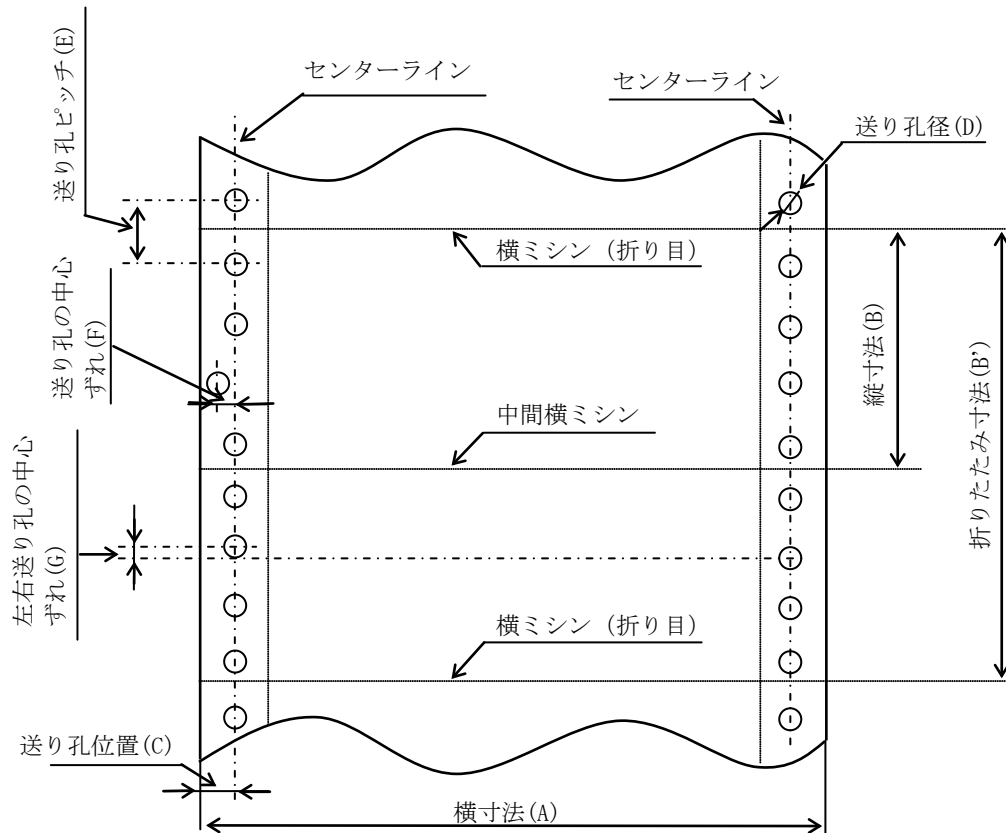 センターライン
センターライン
送り孔ピッチ(E)
送り孔径(D)
横ミシン (折り目)
送り孔の中心
ずれ(F)
縦寸法(B)
折りたたみ寸法(B’)
中間横ミシン
左右送り孔の中心
ずれ(G)
横ミシン (折り目)
送り孔位置(C)
横寸法(A)